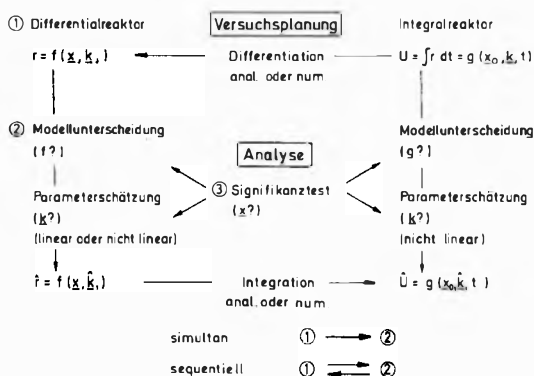 ① Differentialreaktor
Versuchsplanung
Integralreaktor
r = f (x, k,)
Differentiation
anal. oder num
U = ∫r dt = g (x₀, k, t)
② Modellunterscheidung
(f?)
Modellunterscheidung
(g?)
Analyse
③ Signifikanztest
(x?)
Parameterschätzung
(k?)
(linear oder nicht linear)
Parameterschätzung
(k?)
(nicht linear)
r̂ = f (x, k̂,)
Integration
anal. oder num
Û = g (x₀, k̂, t)
simultan ① → ②
sequentiell ① ⇄ ②